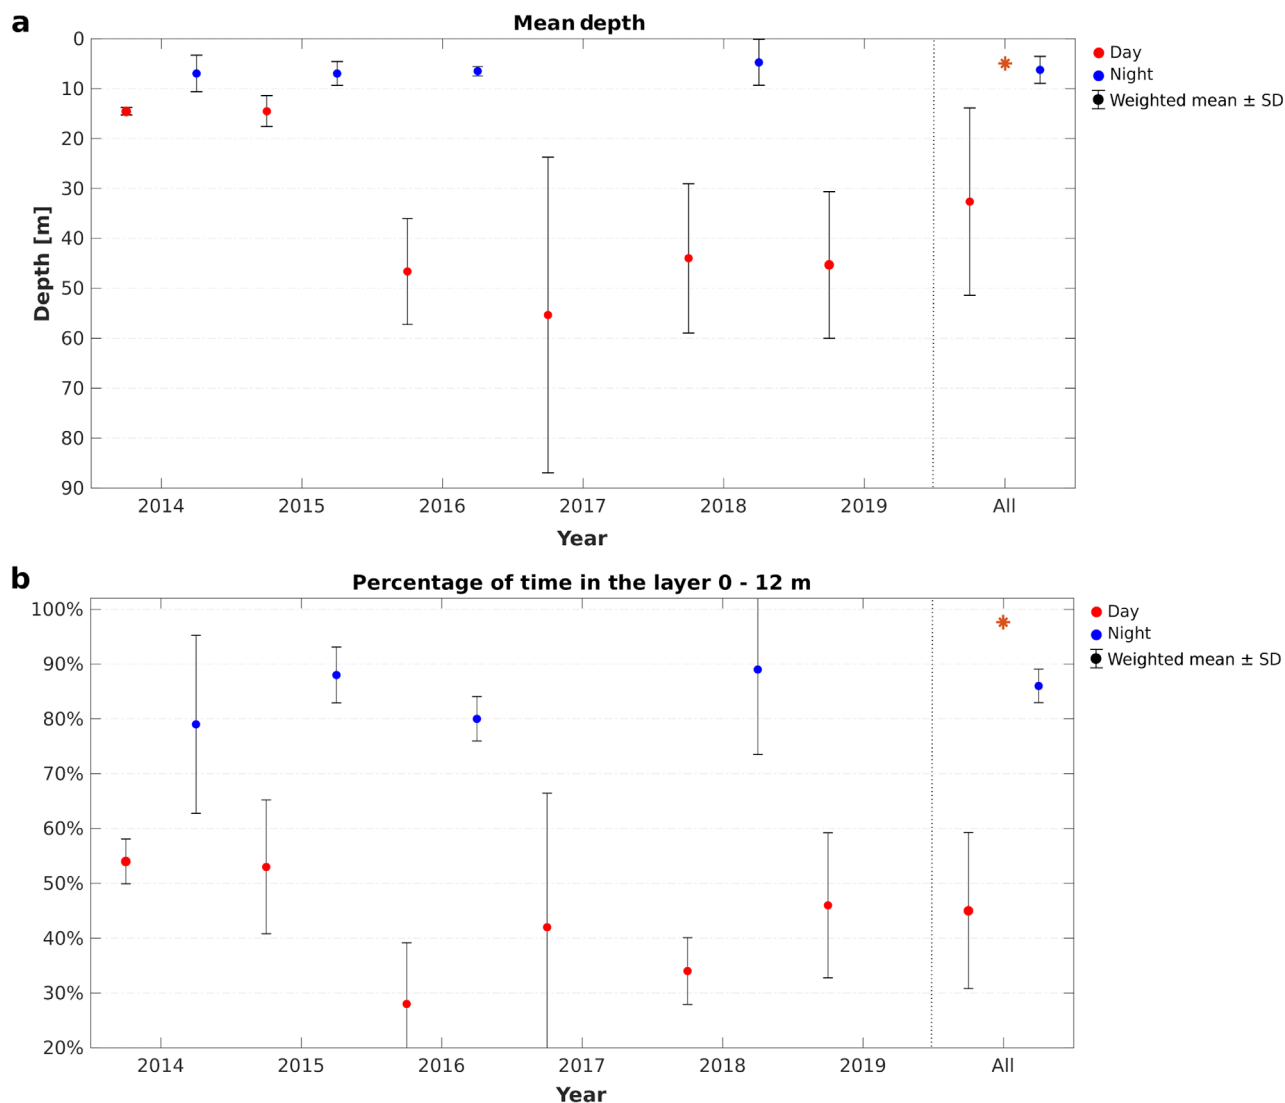 a
Mean depth
0
10
20
30
40
50
60
70
80
90
Depth [m]
2014 2015 2016 2017 2018 2019 All
Year
Day
Night
Weighted mean ± SD
b
Percentage of time in the layer 0 - 12 m
100%
90%
80%
70%
60%
50%
40%
30%
20%
2014 2015 2016 2017 2018 2019 All
Year
Day
Night
Weighted mean ± SD